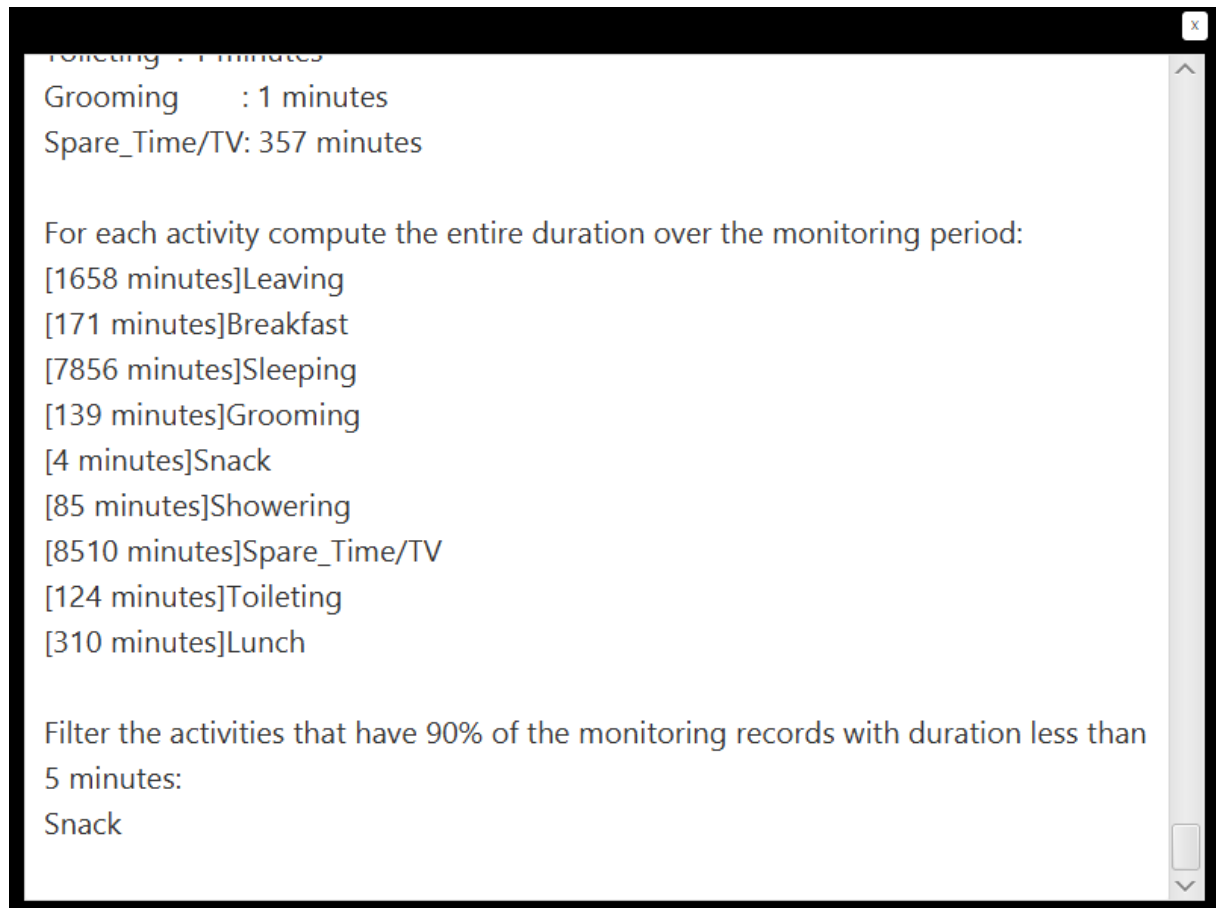 x
Toileting : 1 minutes
Grooming : 1 minutes
Spare_Time/TV: 357 minutes
For each activity compute the entire duration over the monitoring period:
[1658 minutes]Leaving
[171 minutes]Breakfast
[7856 minutes]Sleeping
[139 minutes]Grooming
[4 minutes]Snack
[85 minutes]Showering
[8510 minutes]Spare_Time/TV
[124 minutes]Toileting
[310 minutes]Lunch
Filter the activities that have 90% of the monitoring records with duration less than
5 minutes:
Snack